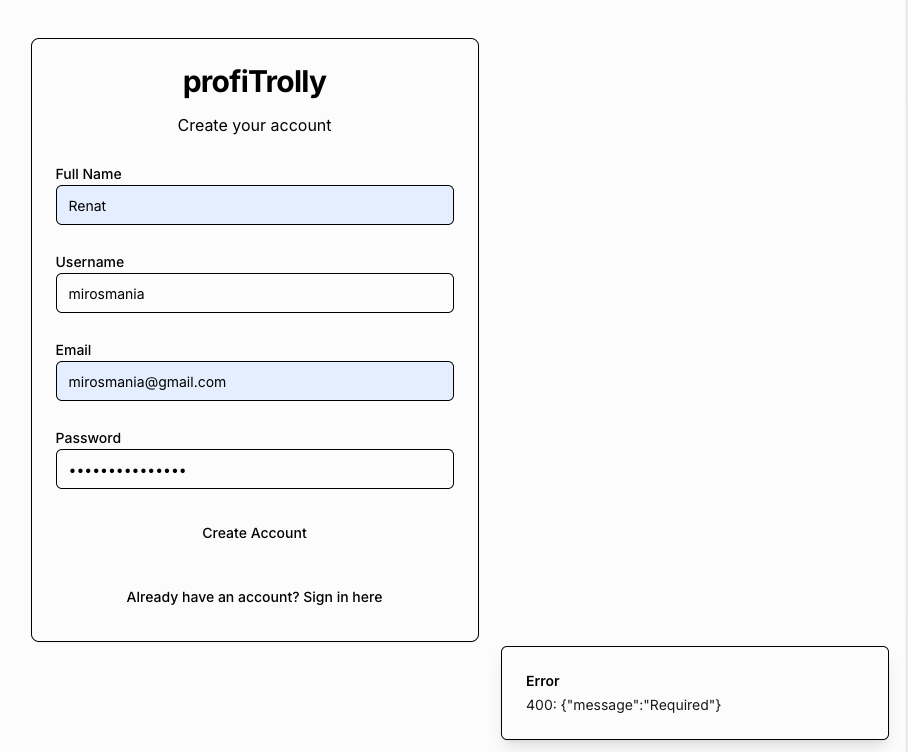 profiTrolly
Create your account
Full Name
Renat
Username
mirosmania
Email
mirosmania@gmail.com
Password
•••••••••••••••
Create Account
Already have an account? Sign in here
Error
400: {"message":"Required"}